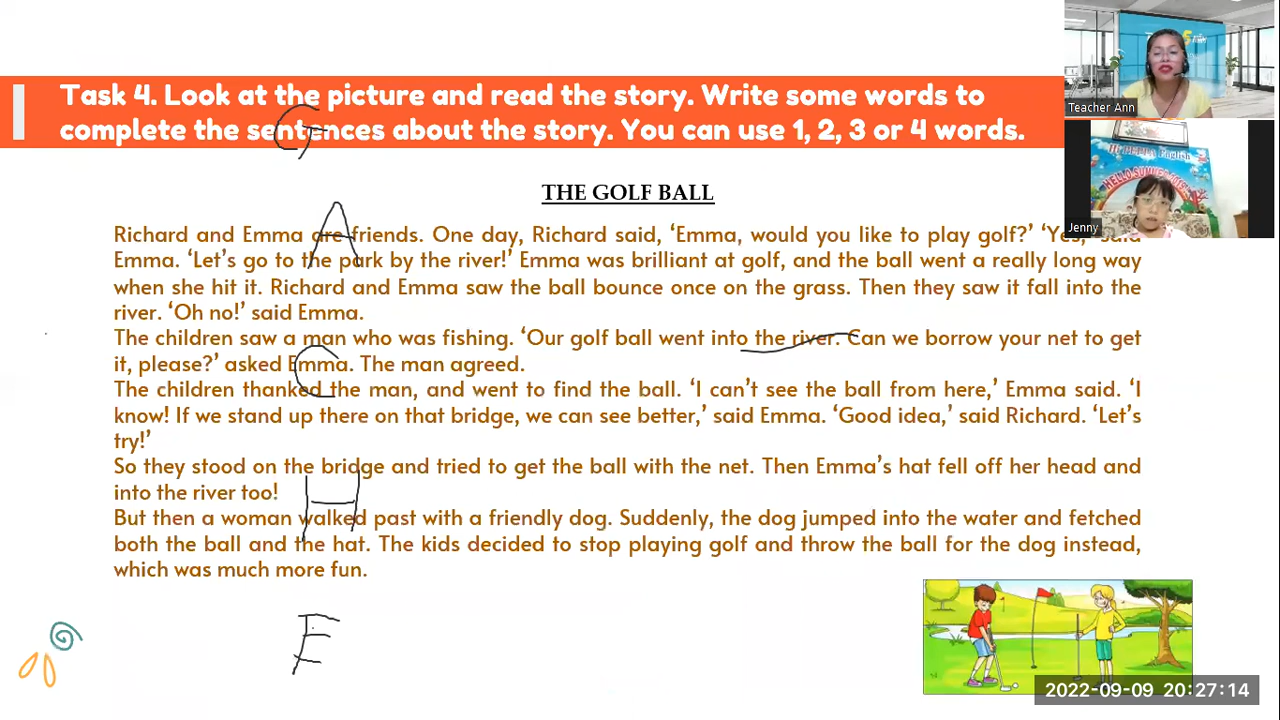 Task 4. Look at the picture and read the story. Write some words to
complete the sentences about the story. You can use 1, 2, 3 or 4 words.
Teacher Ann
Hi HAPPY English
HELLO SUMMER
Jenny
G
THE GOLF BALL
A
Richard and Emma are friends. One day, Richard said, ‘Emma, would you like to play golf?’ ‘Yes,’ said
Emma. ‘Let’s go to the park by the river!’ Emma was brilliant at golf, and the ball went a really long way
when she hit it. Richard and Emma saw the ball bounce once on the grass. Then they saw it fall into the
river. ‘Oh no!’ said Emma.
The children saw a man who was fishing. ‘Our golf ball went into the river. Can we borrow your net to get
it, please?’ asked Emma. The man agreed.
C
The children thanked the man, and went to find the ball. ‘I can’t see the ball from here,’ Emma said. ‘I
know! If we stand up there on that bridge, we can see better,’ said Emma. ‘Good idea,’ said Richard. ‘Let’s
try!’
So they stood on the bridge and tried to get the ball with the net. Then Emma’s hat fell off her head and
into the river too!
H
But then a woman walked past with a friendly dog. Suddenly, the dog jumped into the water and fetched
both the ball and the hat. The kids decided to stop playing golf and throw the ball for the dog instead,
which was much more fun.
F
2022-09-09 20:27:14